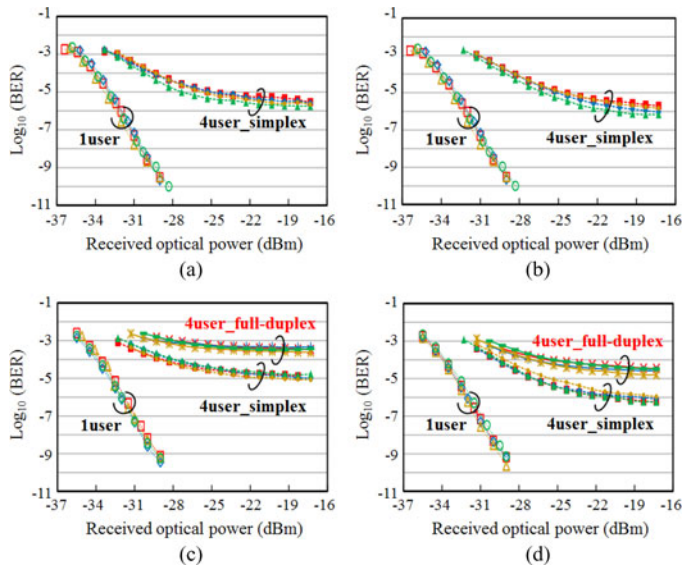 -1
-3
-5
-7
-9
-11
Log10 (BER)
1user
4user_simplex
-37 -34 -31 -28 -25 -22 -19 -16
Received optical power (dBm)
(a)
-1
-3
-5
-7
-9
-11
Log10 (BER)
1user
4user_simplex
-37 -34 -31 -28 -25 -22 -19 -16
Received optical power (dBm)
(b)
-1
-3
-5
-7
-9
-11
Log10 (BER)
4user_full-duplex
4user_simplex
1user
-37 -34 -31 -28 -25 -22 -19 -16
Received optical power (dBm)
(c)
-1
-3
-5
-7
-9
-11
Log10 (BER)
4user_full-duplex
4user_simplex
1user
-37 -34 -31 -28 -25 -22 -19 -16
Received optical power (dBm)
(d)